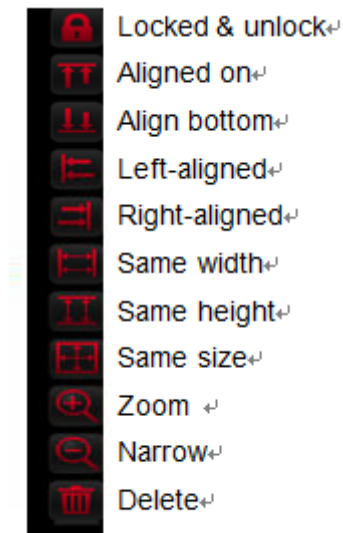 Locked & unlock
Aligned on
Align bottom
Left-aligned
Right-aligned
Same width
Same height
Same size
Zoom
Narrow
Delete